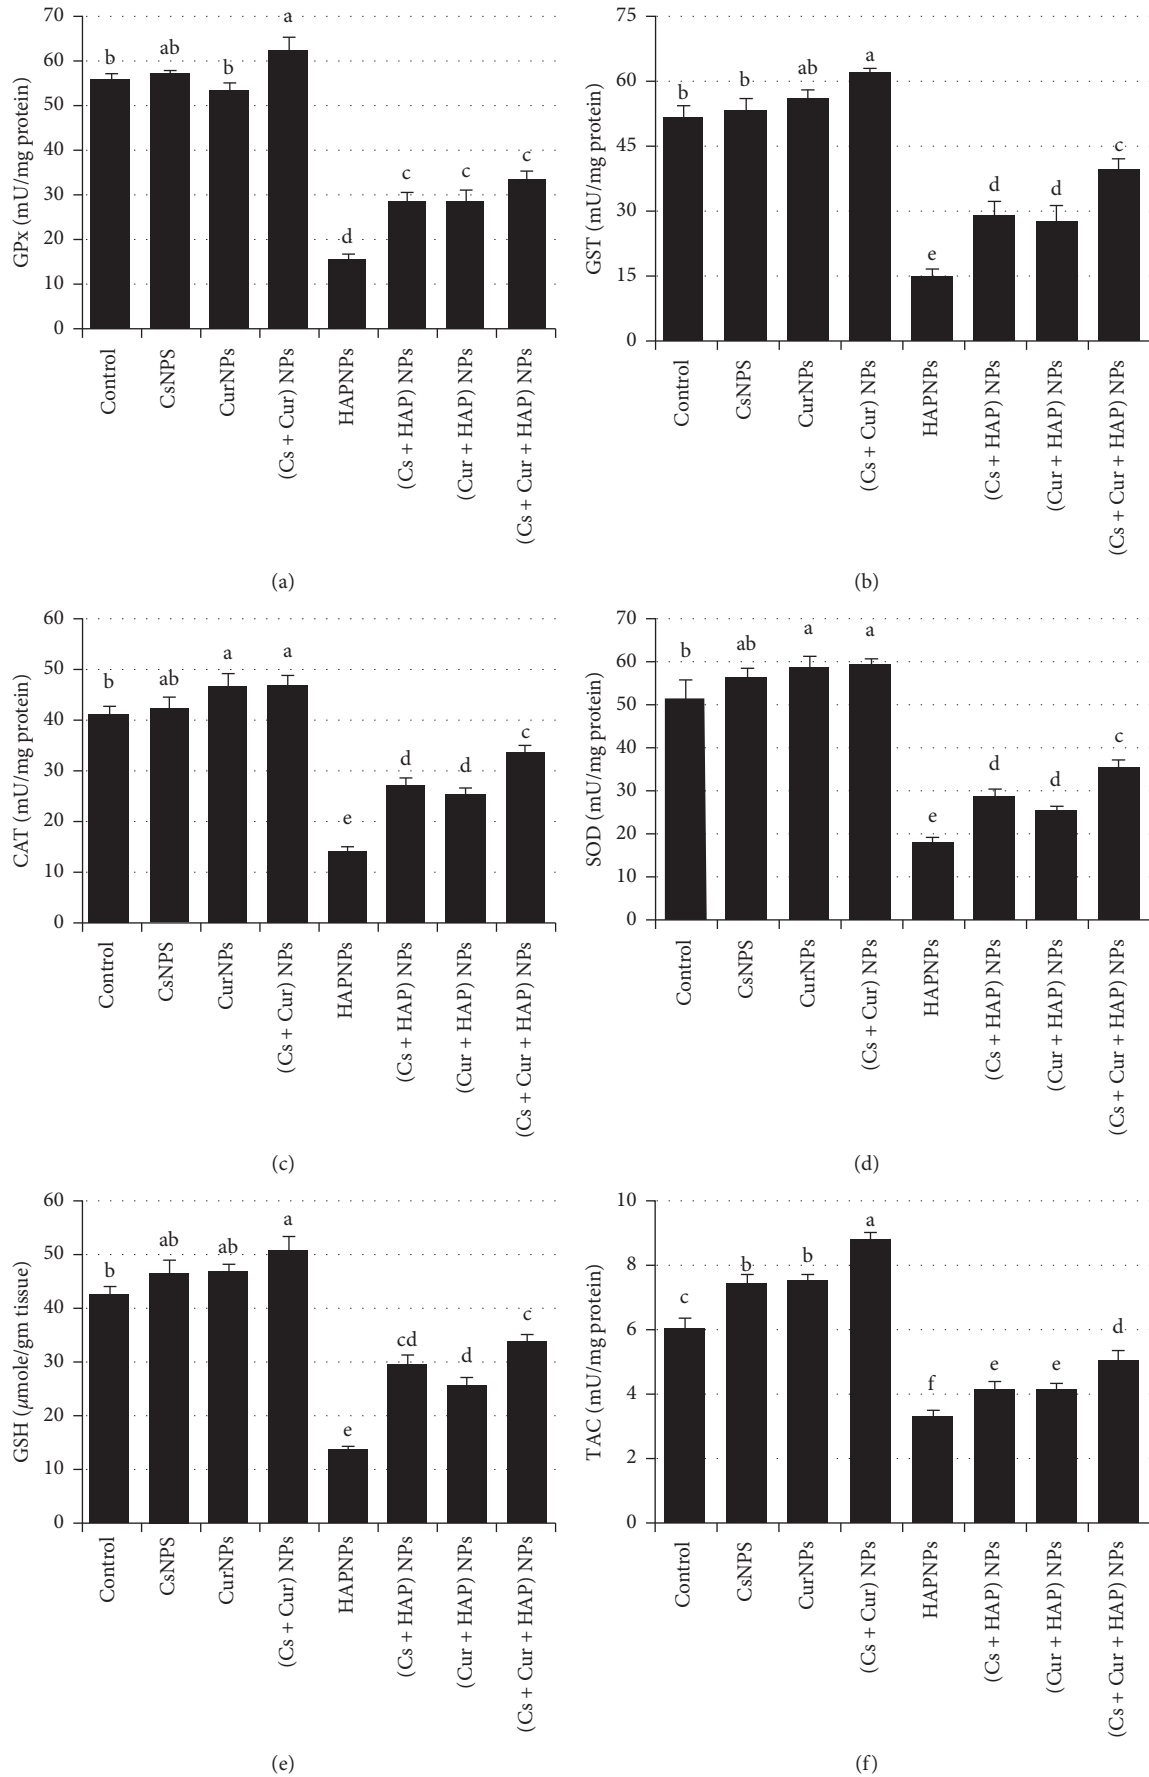 GPx (mU/mg protein)
70
60
50
40
30
20
10
0
b
ab
b
a
d
c
c
c
Control
CsNPS
CurNPs
(Cs + Cur) NPs
HAPNPs
(Cs + HAP) NPs
(Cur + HAP) NPs
(Cs + Cur + HAP) NPs
(a)
GST (mU/mg protein)
75
60
45
30
15
0
b
b
ab
a
e
d
d
c
Control
CsNPS
CurNPs
(Cs + Cur) NPs
HAPNPs
(Cs + HAP) NPs
(Cur + HAP) NPs
(Cs + Cur + HAP) NPs
(b)
CAT (mU/mg protein)
60
50
40
30
20
10
0
b
ab
a
a
e
d
d
c
Control
CsNPS
CurNPs
(Cs + Cur) NPs
HAPNPs
(Cs + HAP) NPs
(Cur + HAP) NPs
(Cs + Cur + HAP) NPs
(c)
SOD (mU/mg protein)
70
60
50
40
30
20
10
0
b
ab
a
a
e
d
d
c
Control
CsNPS
CurNPs
(Cs + Cur) NPs
HAPNPs
(Cs + HAP) NPs
(Cur + HAP) NPs
(Cs + Cur + HAP) NPs
(d)
GSH (μmole/gm tissue)
60
50
40
30
20
10
0
b
ab
ab
a
e
cd
d
c
Control
CsNPS
CurNPs
(Cs + Cur) NPs
HAPNPs
(Cs + HAP) NPs
(Cur + HAP) NPs
(Cs + Cur + HAP) NPs
(e)
TAC (mU/mg protein)
10
8
6
4
2
0
c
b
b
a
f
e
e
d
Control
CsNPS
CurNPs
(Cs + Cur) NPs
HAPNPs
(Cs + HAP) NPs
(Cur + HAP) NPs
(Cs + Cur + HAP) NPs
(f)